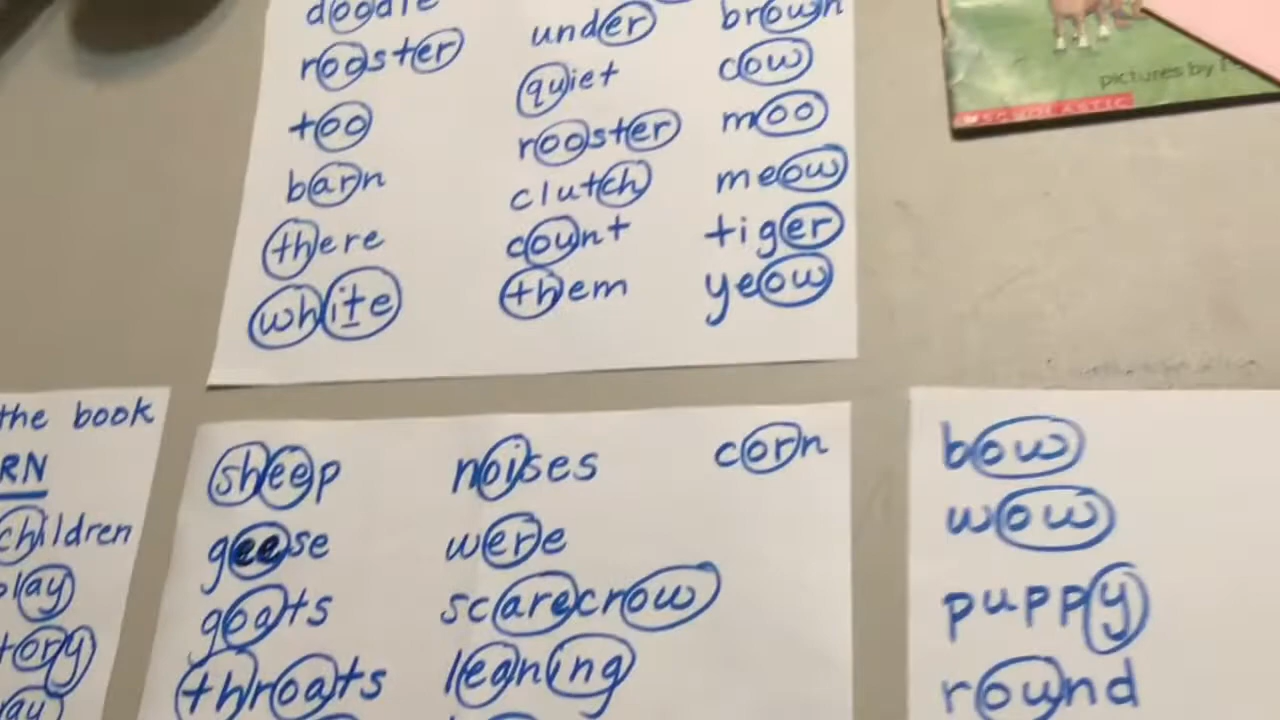 doodle
rooster
too
barn
there
white
under
quiet
rooster
clutch
count
them
brown
cow
moo
meow
tiger
yeow
pictures by
SCHOLASTIC
the book
RN
children
play
tory
ay
sheep
geese
goats
throats
noises
were
scarecrow
leaning
corn
bow
wow
puppy
round